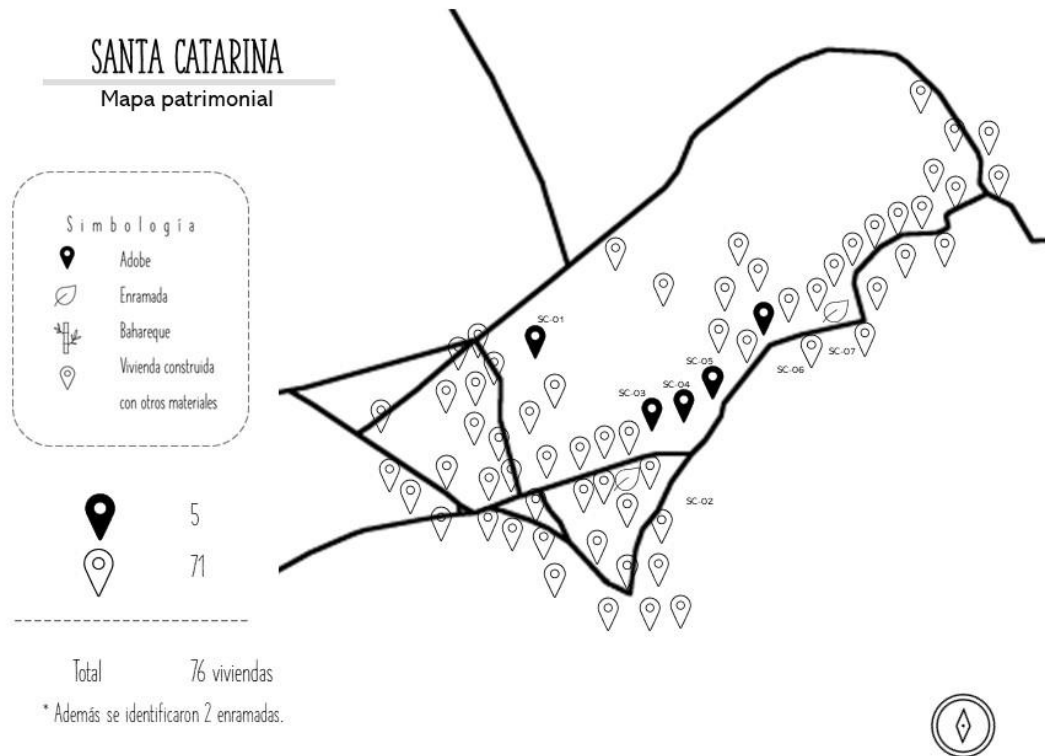 SANTA CATARINA
Mapa patrimonial
Simbología
Adobe
Enramada
Bahareque
Vivienda construida
con otros materiales
5
71
Total 76 viviendas
* Además se identificaron 2 enramadas.
SC-01
SC-05
SC-06
SC-07
SC-04
SC-03
SC-02